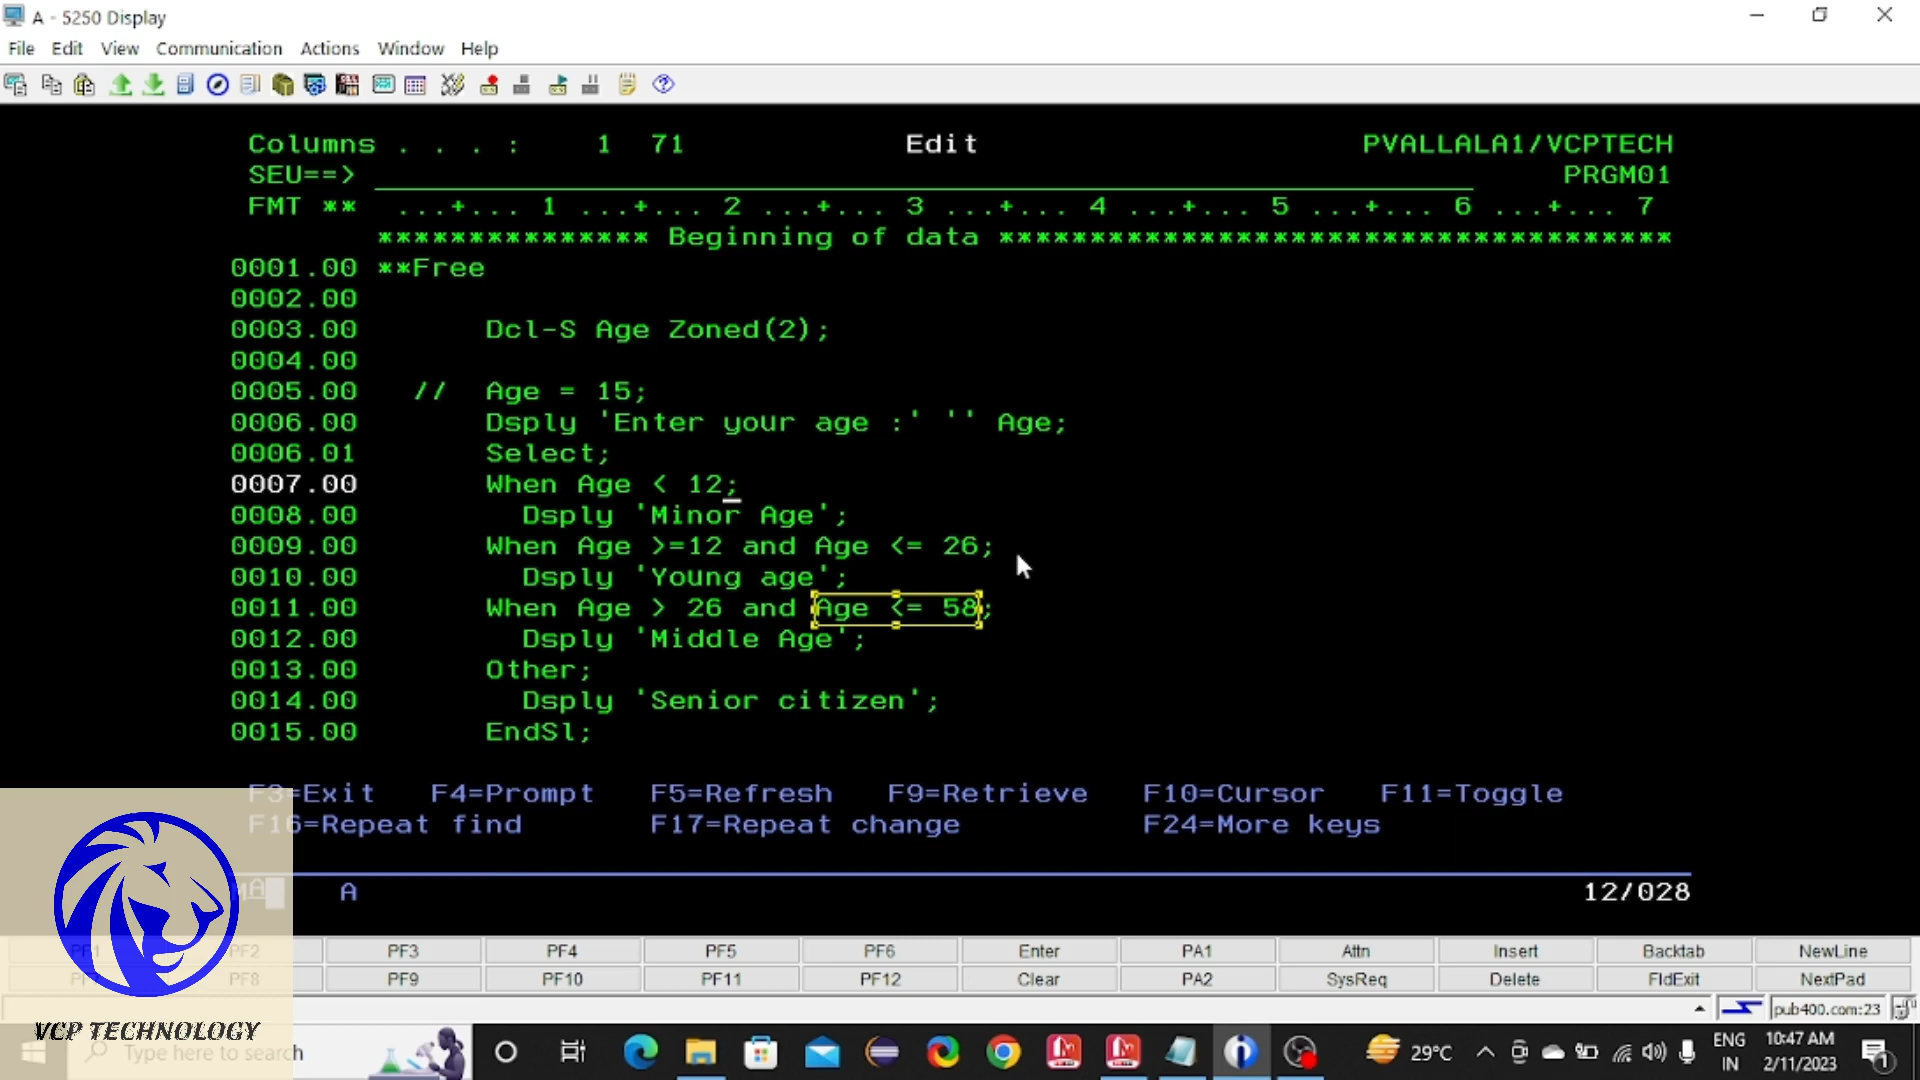 A - 5250 Display
File Edit View Communication Actions Window Help
Columns . . . : 1 71 Edit PVALLALA1/VCPTECH
SEU==> PRGM01
FMT ** ...+... 1 ...+... 2 ...+... 3 ...+... 4 ...+... 5 ...+... 6 ...+... 7
*************** Beginning of data *************************************
0001.00 **Free
0002.00
0003.00 Dcl-S Age Zoned(2);
0004.00
0005.00 // Age = 15;
0006.00 Dsply 'Enter your age :' '' Age;
0006.01 Select;
0007.00 When Age < 12;
0008.00 Dsply 'Minor Age';
0009.00 When Age >=12 and Age <= 26;
0010.00 Dsply 'Young age';
0011.00 When Age > 26 and Age <= 58;
0012.00 Dsply 'Middle Age';
0013.00 Other;
0014.00 Dsply 'Senior citizen';
0015.00 EndSl;
F3=Exit F4=Prompt F5=Refresh F9=Retrieve F10=Cursor F11=Toggle
F16=Repeat find F17=Repeat change F24=More keys
MA A 12/028
PF1 PF2 PF3 PF4 PF5 PF6 Enter PA1 Attn Insert Backtab NewLine
PF8 PF9 PF10 PF11 PF12 Clear PA2 SysReq Delete FldExit NextPad
pub400.com:23
VCP TECHNOLOGY
Type here to search
29°C
ENG
IN
10:47 AM
2/11/2023
1